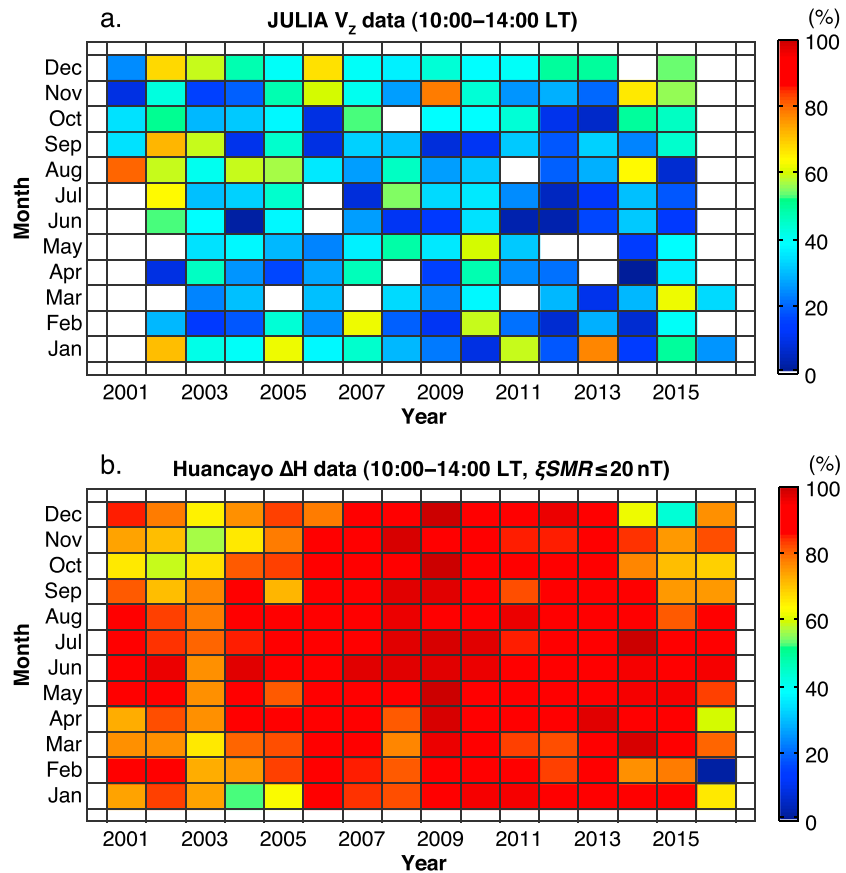 a.
JULIA Vz data (10:00–14:00 LT)
(%)
Dec
Nov
Oct
Sep
Aug
Jul
Jun
May
Apr
Mar
Feb
Jan
Month
2001 2003 2005 2007 2009 2011 2013 2015
Year
100
80
60
40
20
0
b.
Huancayo ΔH data (10:00–14:00 LT, ξSMR≤20 nT)
(%)
Dec
Nov
Oct
Sep
Aug
Jul
Jun
May
Apr
Mar
Feb
Jan
Month
2001 2003 2005 2007 2009 2011 2013 2015
Year
100
80
60
40
20
0